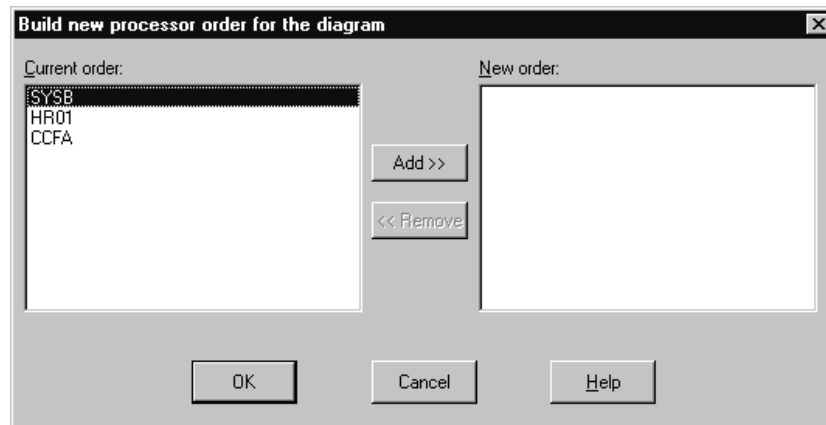 Build new processor order for the diagram
Current order:
New order:
SYSB
HR01
CCFA
Add >>
<< Remove
OK
Cancel
Help